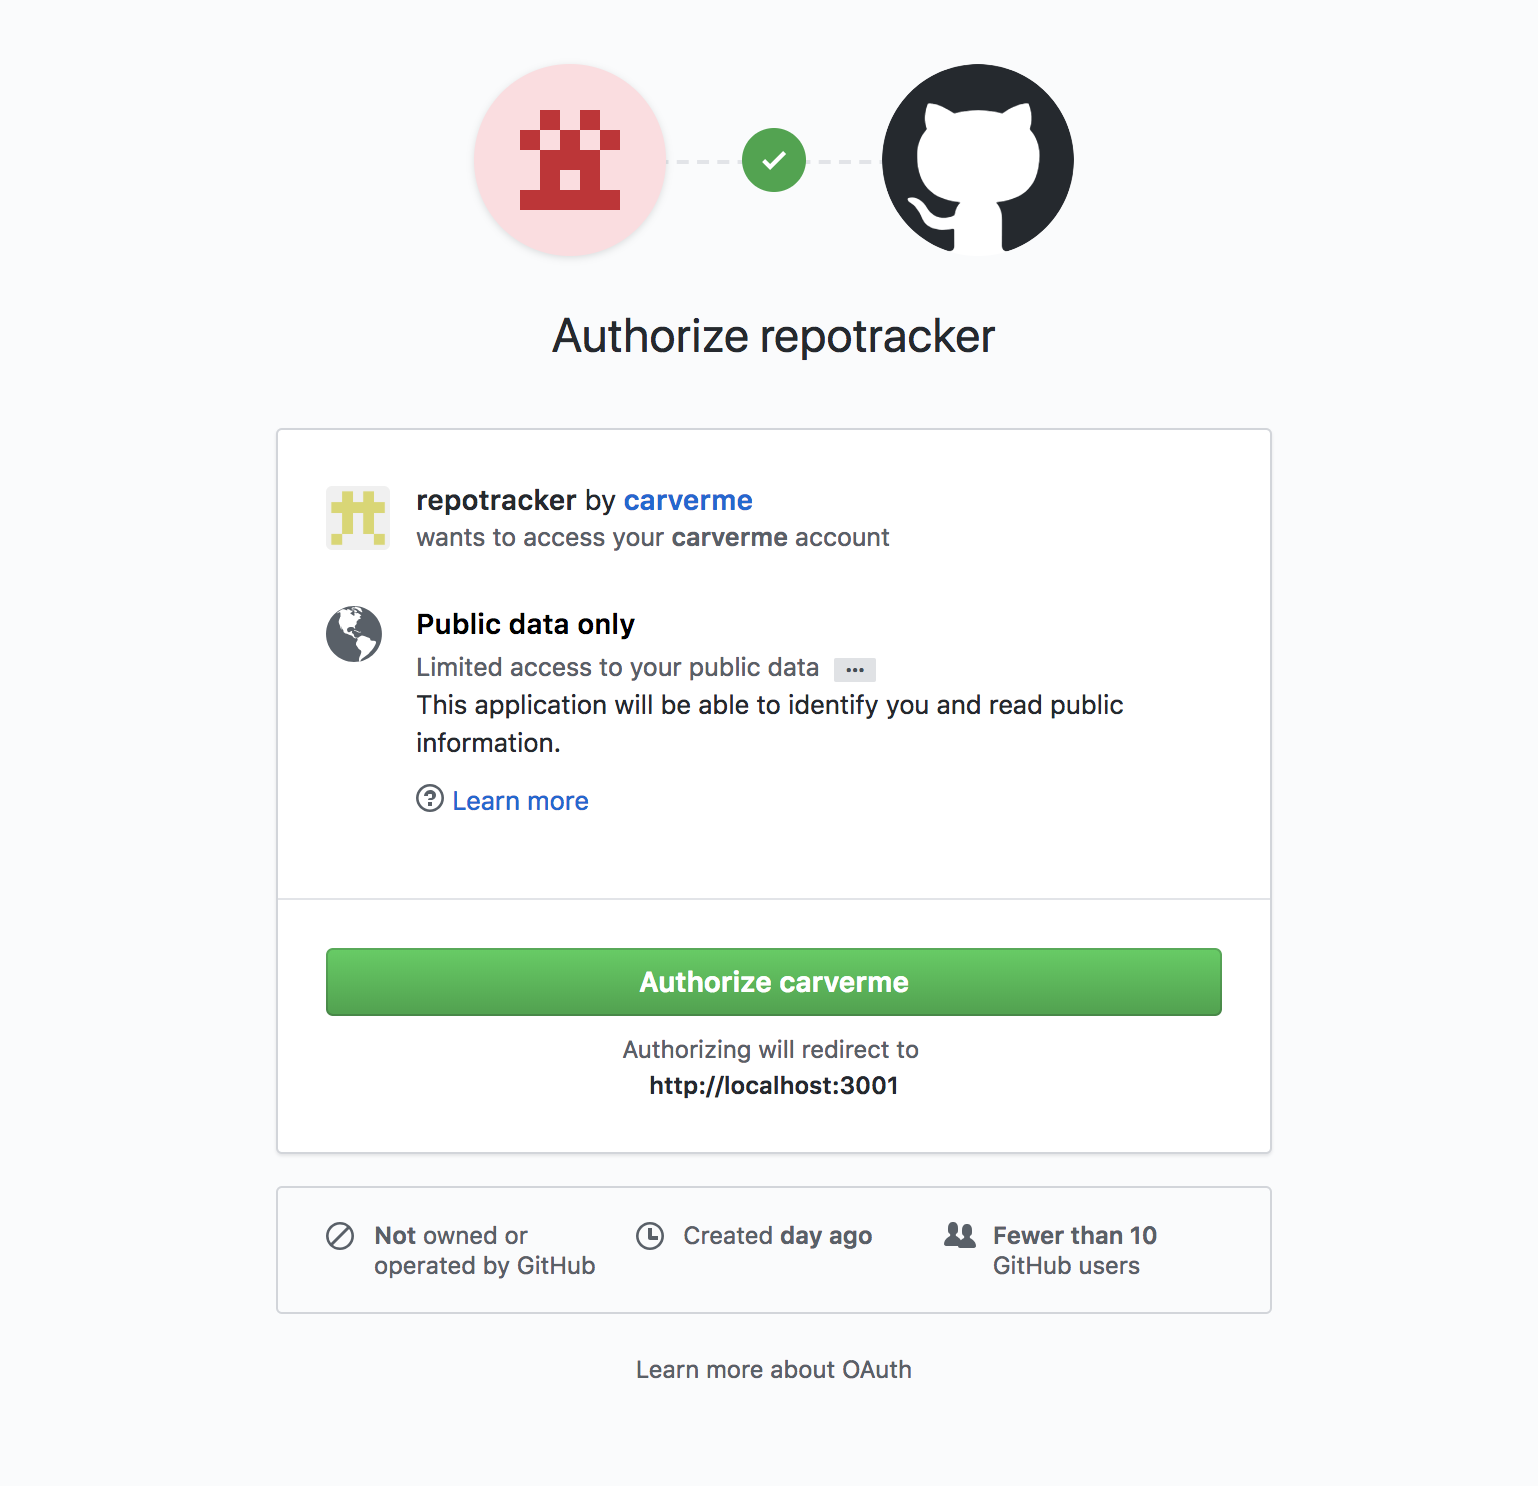 Authorize repotracker
repotracker by carverme
wants to access your carverme account
Public data only
Limited access to your public data ...
This application will be able to identify you and read public
information.
Learn more
Authorize carverme
Authorizing will redirect to
http://localhost:3001
Not owned or
operated by GitHub
Created day ago
Fewer than 10
GitHub users
Learn more about OAuth